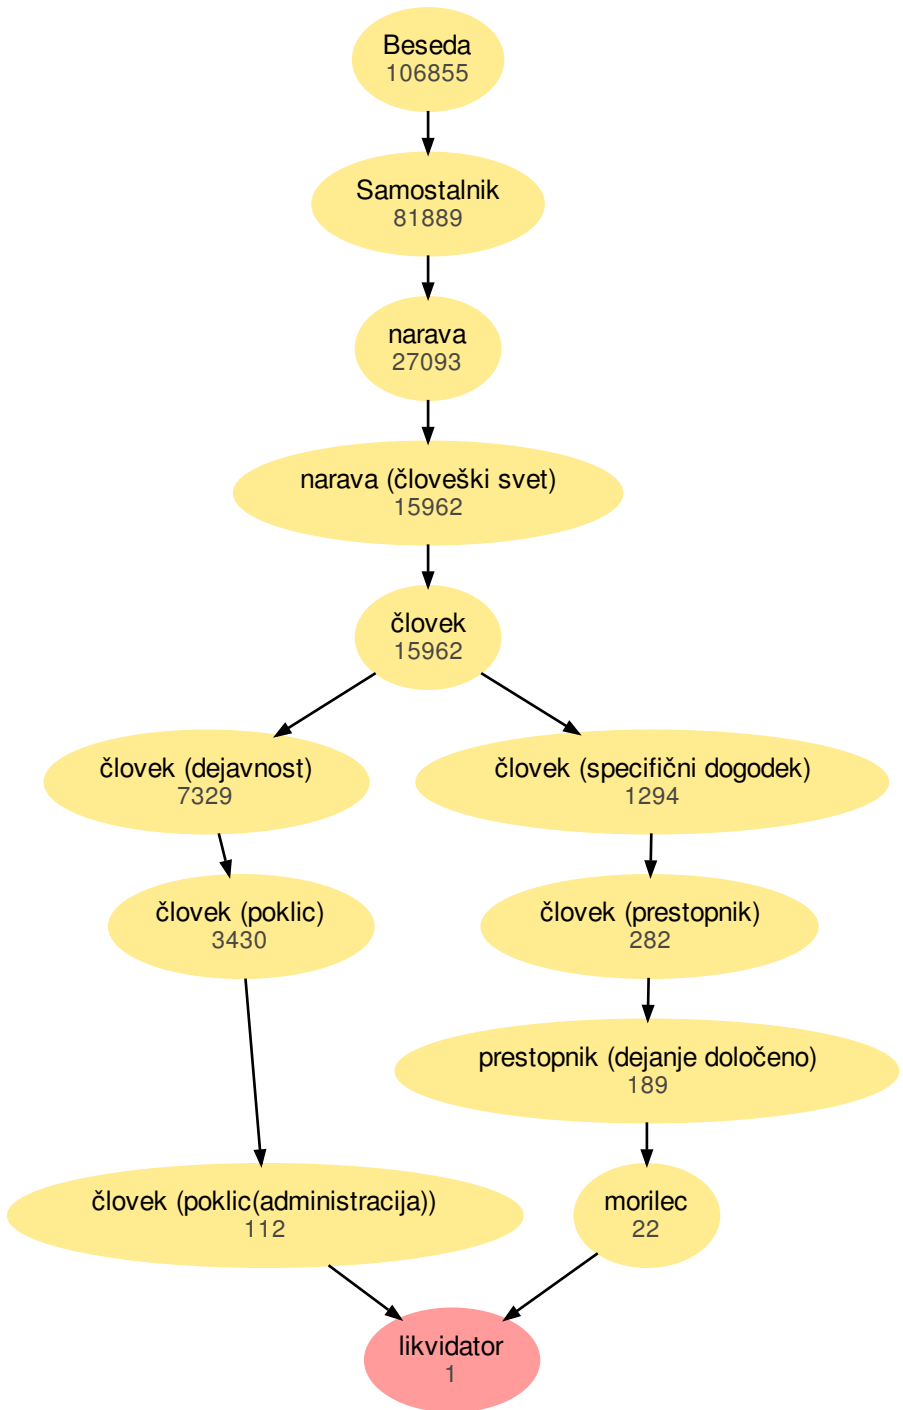 Beseda
106855
Samostalnik
81889
narava
27093
narava (človeški svet)
15962
človek
15962
človek (dejavnost)
7329
človek (specifični dogodek)
1294
človek (poklic)
3430
človek (prestopnik)
282
prestopnik (dejanje določeno)
189
človek (poklic(administracija))
112
morilec
22
likvidator
1